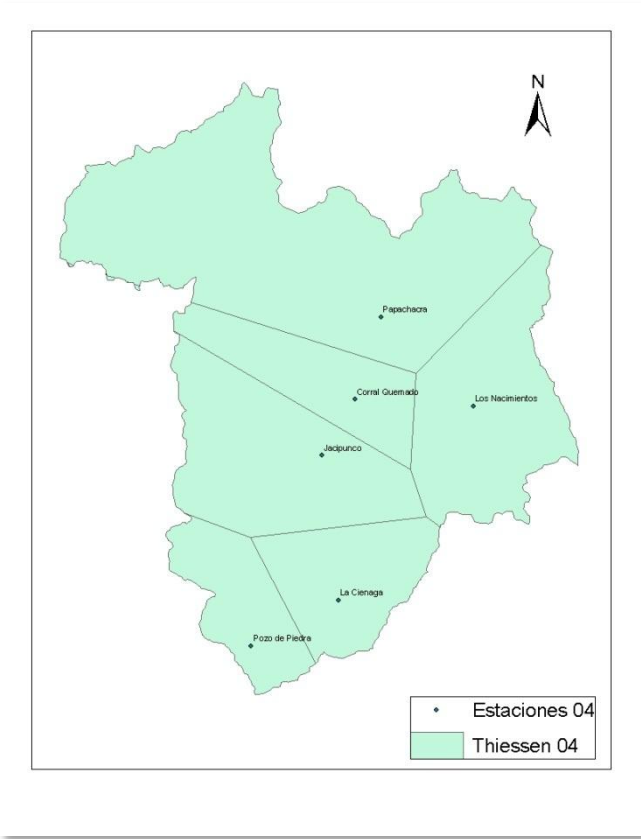 N
Papachacra
Corral Quemado
Los Nacimientos
Jacipunco
La Cienaga
Pozo de Piedra
Estaciones 04
Thiessen 04